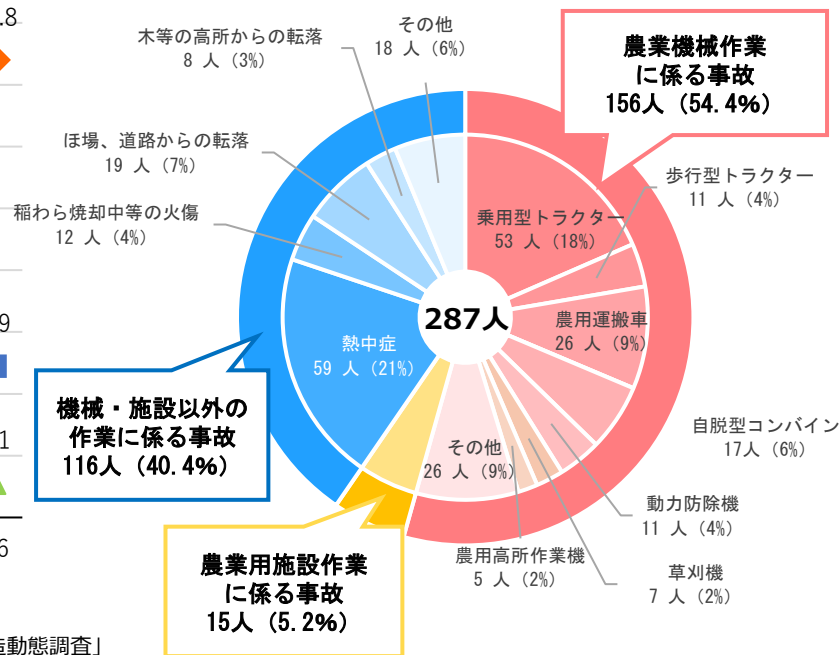 .8
9
1
6
造動態調査」
農業機械作業
に係る事故
156人（54.4%）
その他
18 人（6%）
木等の高所からの転落
8 人（3%）
ほ場、道路からの転落
19 人（7%）
稲わら焼却中等の火傷
12 人（4%）
歩行型トラクター
11 人（4%）
乗用型トラクター
53 人（18%）
287人
農用運搬車
26 人（9%）
熱中症
59 人（21%）
機械・施設以外の
作業に係る事故
116人（40.4%）
自脱型コンバイン
17人（6%）
その他
26 人（9%）
動力防除機
11 人（4%）
農用高所作業機
5 人（2%）
草刈機
7 人（2%）
農業用施設作業
に係る事故
15人（5.2%）